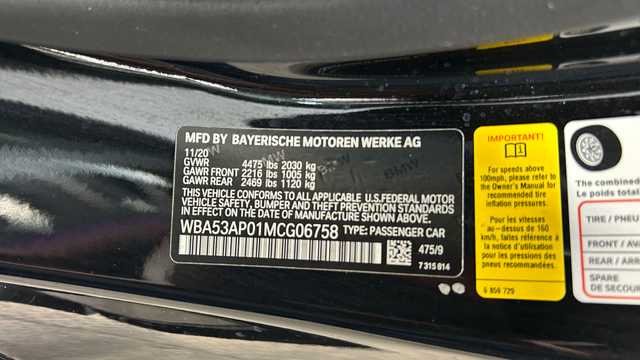 MFD BY BAYERISCHE MOTOREN WERKE AG
11/20
GVWR 4475 lbs 2030 kg
GAWR FRONT 2216 lbs 1005 kg
GAWR REAR 2469 lbs 1120 kg
THIS VEHICLE CONFORMS TO ALL APPLICABLE U.S.FEDERAL MOTOR
VEHICLE SAFETY, BUMPER AND THEFT PREVENTION STANDARDS
IN EFFECT ON THE DATE OF MANUFACTURE SHOWN ABOVE.
WBA53AP01MCG06758 TYPE: PASSENGER CAR
475/9
7 315 814
IMPORTANT!
For speeds above
100mph, please refer to
the Owner's Manual for
recommended tire
inflation pressures.
Pour les vitesses
au-dessus de 160
km/h, référez-vous
à la notice d'utilisation
pour les pressions des
pneus recommandées.
6 859 729
The combined
Le poids total
TIRE / PNEU
FRONT / AVA
REAR / ARR
SPARE
DE SECOUR